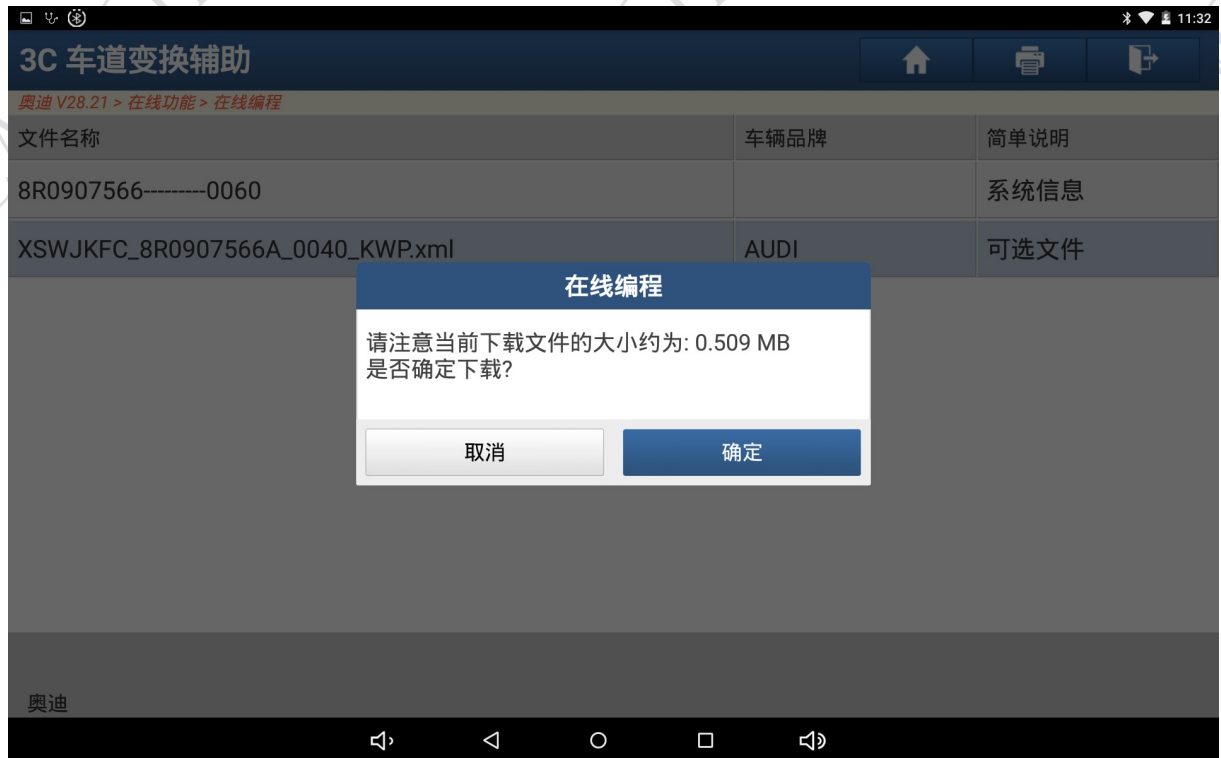 11:32
3C 车道变换辅助
奥迪 V28.21 > 在线功能 > 在线编程
文件名称 车辆品牌 简单说明
8R0907566---------0060 系统信息
XSWJKFC_8R0907566A_0040_KWP.xml AUDI 可选文件
在线编程
请注意当前下载文件的大小约为: 0.509 MB
是否确定下载?
取消 确定
奥迪